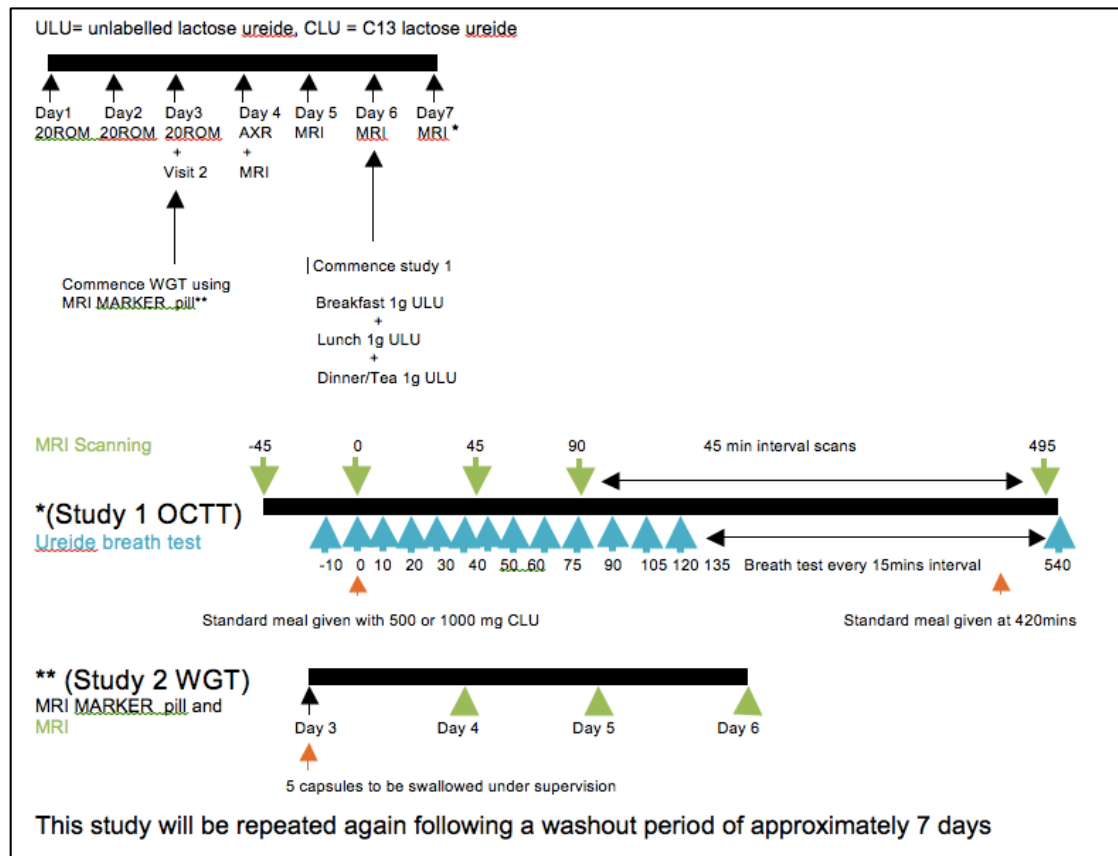 ULU= unlabelled lactose ureide, CLU = C13 lactose ureide
Day1 Day2 Day3 Day 4 Day 5 Day 6 Day7
20ROM 20ROM 20ROM AXR MRI MRI MRI *
+ +
Visit 2 MRI
Commence WGT using
MRI MARKER pill**
Commence study 1
Breakfast 1g ULU
+
Lunch 1g ULU
+
Dinner/Tea 1g ULU
MRI Scanning -45 0 45 90 45 min interval scans 495
*(Study 1 OCTT)
Ureide breath test
-10 0 10 20 30 40 50 60 75 90 105 120 135 Breath test every 15mins interval 540
Standard meal given with 500 or 1000 mg CLU Standard meal given at 420mins
** (Study 2 WGT)
MRI MARKER pill and
MRI
Day 3 Day 4 Day 5 Day 6
5 capsules to be swallowed under supervision
This study will be repeated again following a washout period of approximately 7 days